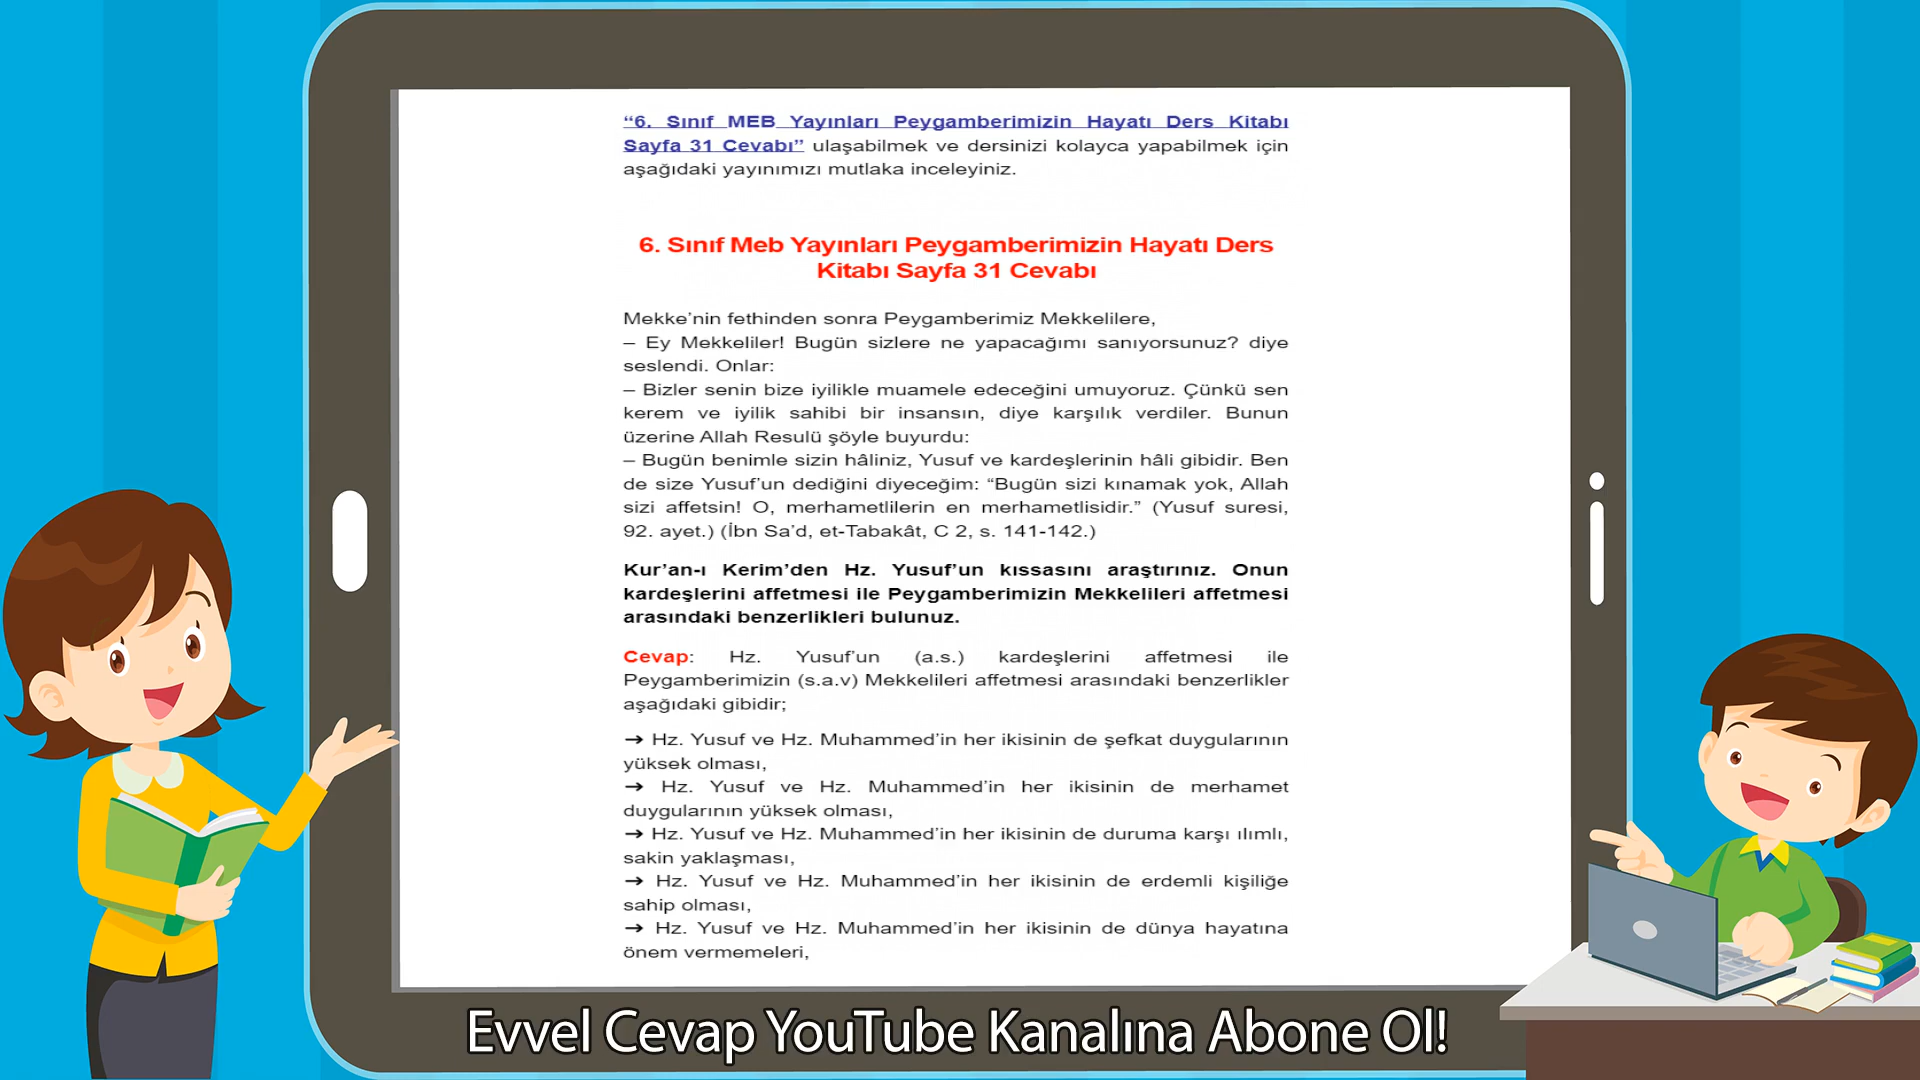 “6. Sınıf MEB Yayınları Peygamberimizin Hayatı Ders Kitabı
Sayfa 31 Cevabı” ulaşabilmek ve dersinizi kolayca yapabilmek için
aşağıdaki yayınımızı mutlaka inceleyiniz.
6. Sınıf Meb Yayınları Peygamberimizin Hayatı Ders
Kitabı Sayfa 31 Cevabı
Mekke’nin fethinden sonra Peygamberimiz Mekkelilere,
– Ey Mekkeliler! Bugün sizlere ne yapacağımı sanıyorsunuz? diye
seslendi. Onlar:
– Bizler senin bize iyilikle muamele edeceğini umuyoruz. Çünkü sen
kerem ve iyilik sahibi bir insansın, diye karşılık verdiler. Bunun
üzerine Allah Resulü şöyle buyurdu:
– Bugün benimle sizin hâliniz, Yusuf ve kardeşlerinin hâli gibidir. Ben
de size Yusuf’un dediğini diyeceğim: “Bugün sizi kınamak yok, Allah
sizi affetsin! O, merhametlilerin en merhametlisidir.” (Yusuf suresi,
92. ayet.) (İbn Sa’d, et-Tabakât, C 2, s. 141-142.)
Kur’an-ı Kerim’den Hz. Yusuf’un kıssasını araştırınız. Onun
kardeşlerini affetmesi ile Peygamberimizin Mekkelileri affetmesi
arasındaki benzerlikleri bulunuz.
Cevap: Hz. Yusuf’un (a.s.) kardeşlerini affetmesi ile
Peygamberimizin (s.a.v) Mekkelileri affetmesi arasındaki benzerlikler
aşağıdaki gibidir;
➔ Hz. Yusuf ve Hz. Muhammed’in her ikisinin de şefkat duygularının
yüksek olması,
➔ Hz. Yusuf ve Hz. Muhammed’in her ikisinin de merhamet
duygularının yüksek olması,
➔ Hz. Yusuf ve Hz. Muhammed’in her ikisinin de duruma karşı ılımlı,
sakin yaklaşması,
➔ Hz. Yusuf ve Hz. Muhammed’in her ikisinin de erdemli kişiliğe
sahip olması,
➔ Hz. Yusuf ve Hz. Muhammed’in her ikisinin de dünya hayatına
önem vermemeleri,
Evvel Cevap YouTube Kanalına Abone Ol!